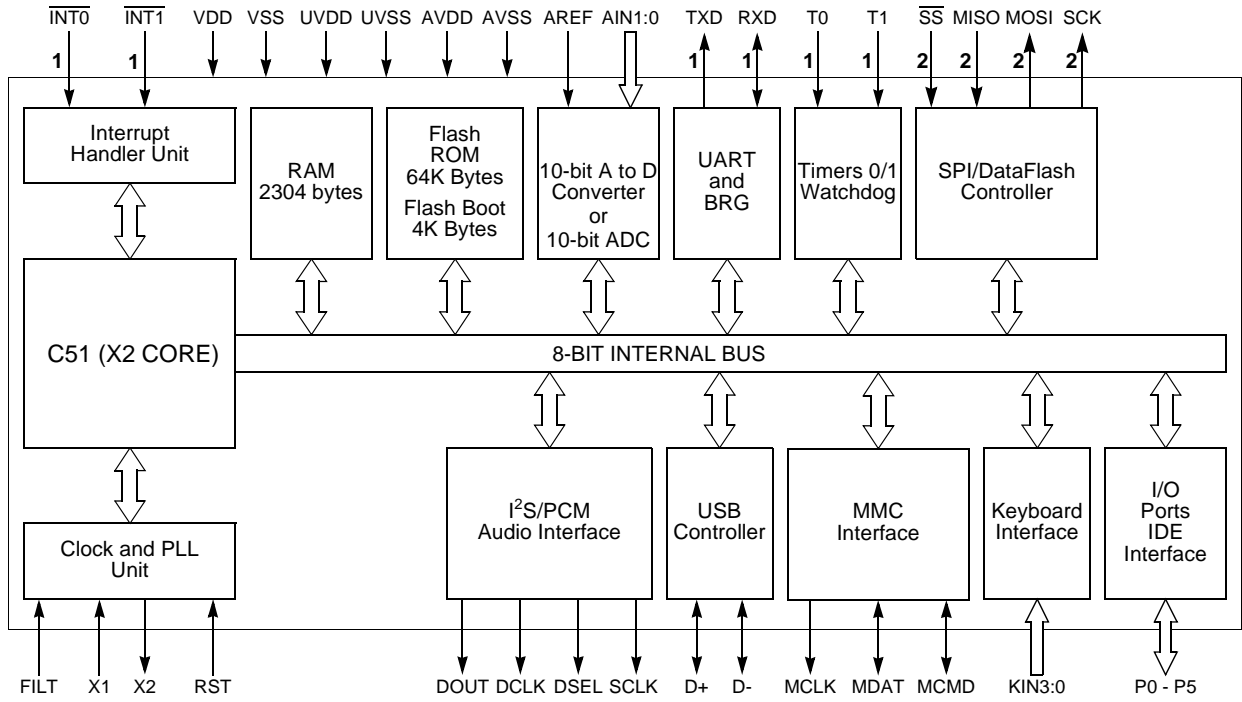 INT0 INT1 VDD VSS UVDD UVSS AVDD AVSS AREF AIN1:0 TXD RXD T0 T1 SS MISO MOSI SCK
1 1 1 1 1 1 2 2 2 2
Interrupt
Handler Unit
RAM
2304 bytes
Flash
ROM
64K Bytes
Flash Boot
4K Bytes
10-bit A to D
Converter
or
10-bit ADC
UART
and
BRG
Timers 0/1
Watchdog
SPI/DataFlash
Controller
C51 (X2 CORE)
8-BIT INTERNAL BUS
Clock and PLL
Unit
I²S/PCM
Audio Interface
USB
Controller
MMC
Interface
Keyboard
Interface
I/O
Ports
IDE
Interface
FILT X1 X2 RST DOUT DCLK DSEL SCLK D+ D- MCLK MDAT MCMD KIN3:0 P0 - P5